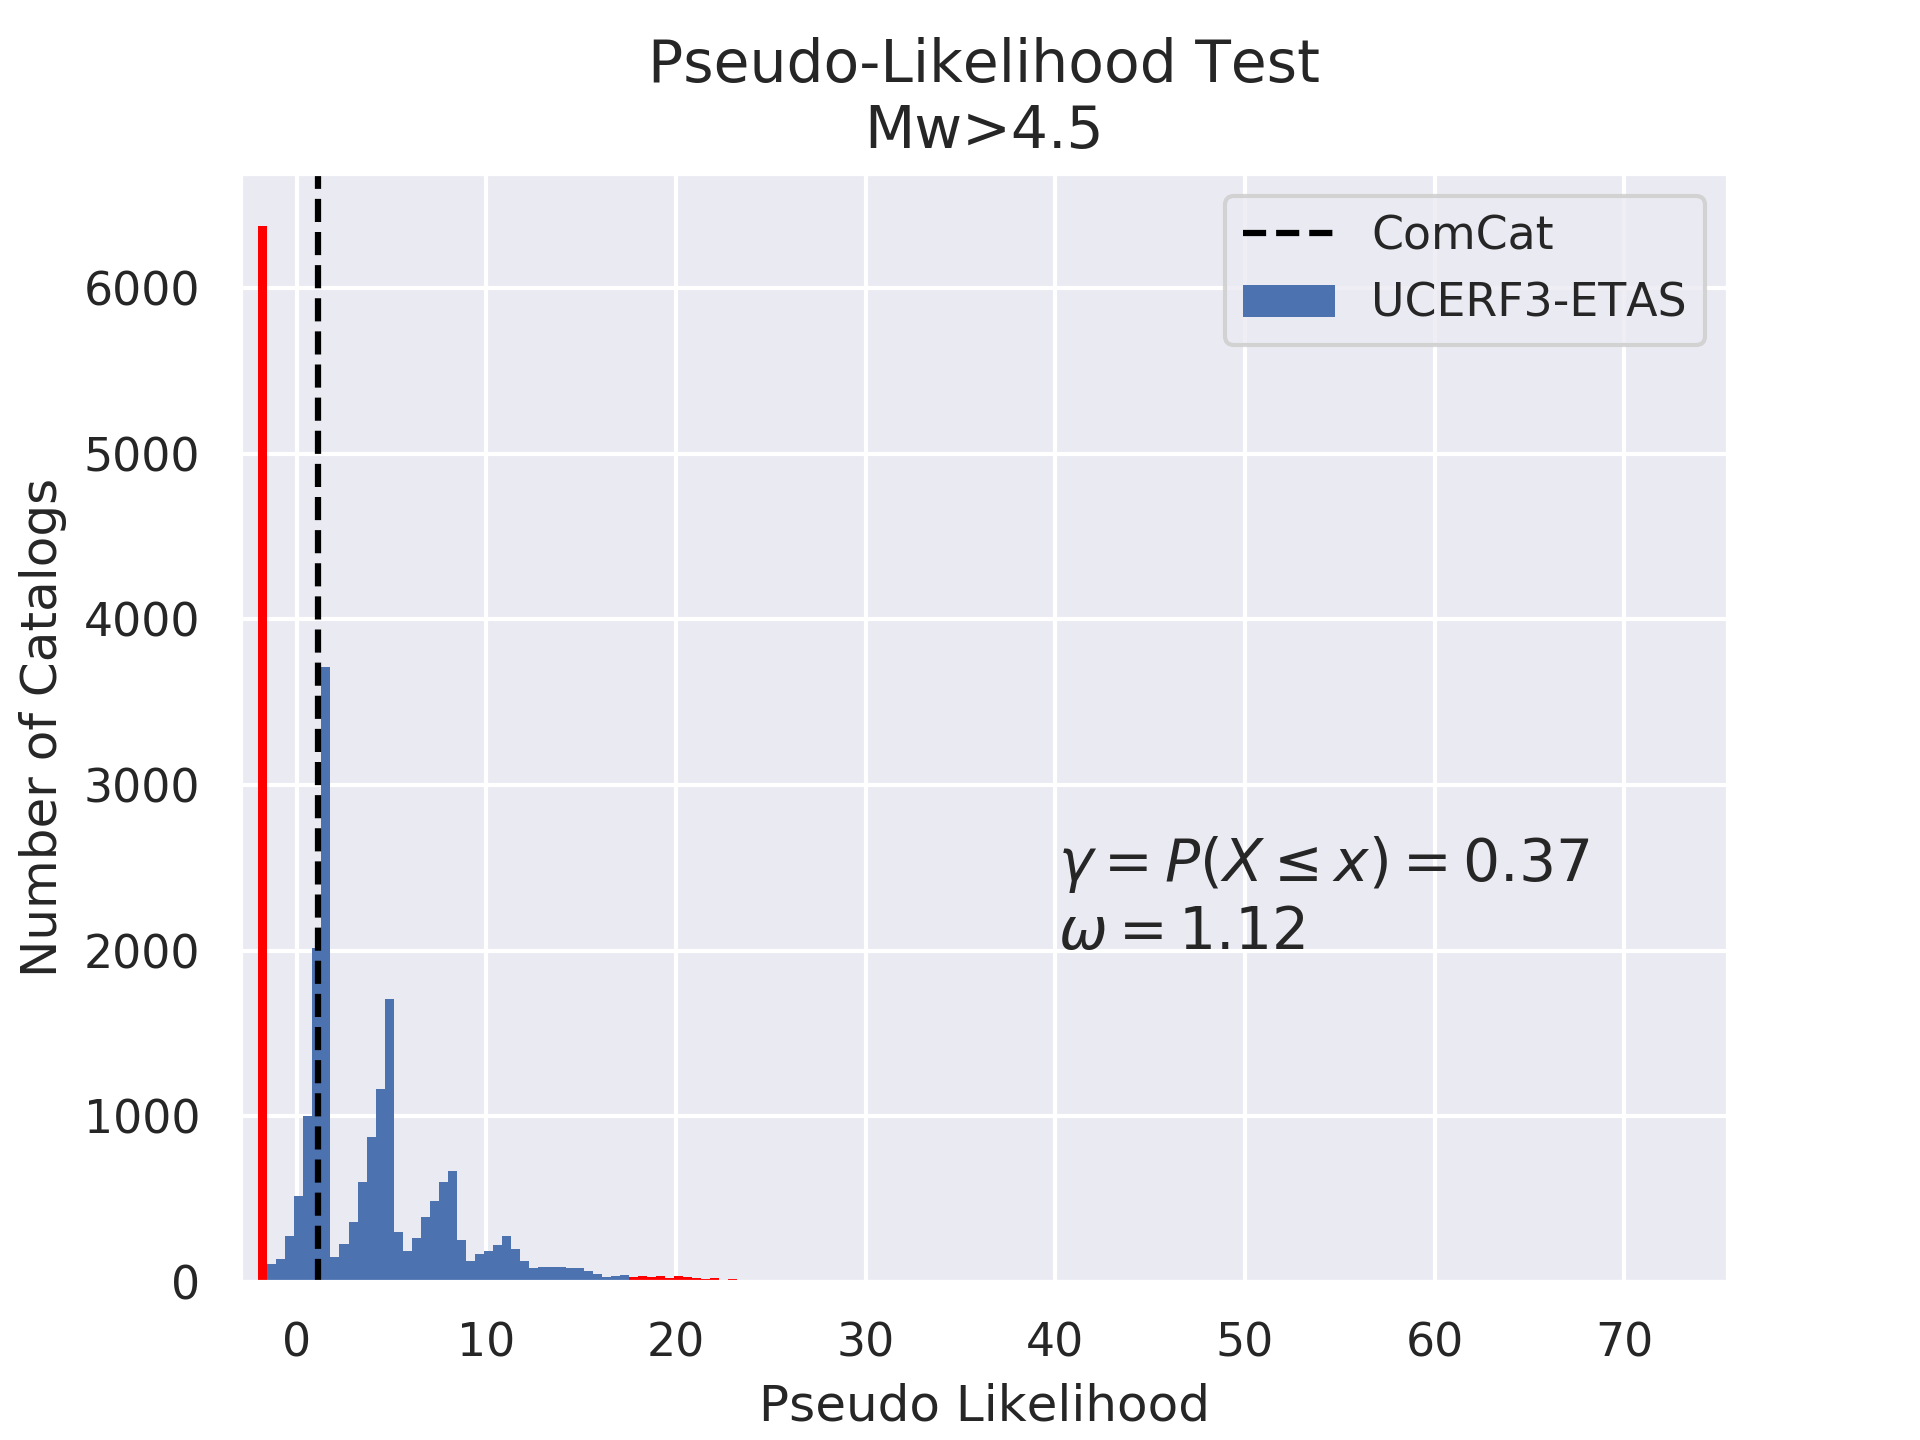 Pseudo-Likelihood Test
Mw>4.5
ComCat
UCERF3-ETAS
6000
5000
4000
3000
2000
1000
0
Number of Catalogs
γ = P(X ≤ x) = 0.37
ω = 1.12
0 10 20 30 40 50 60 70
Pseudo Likelihood